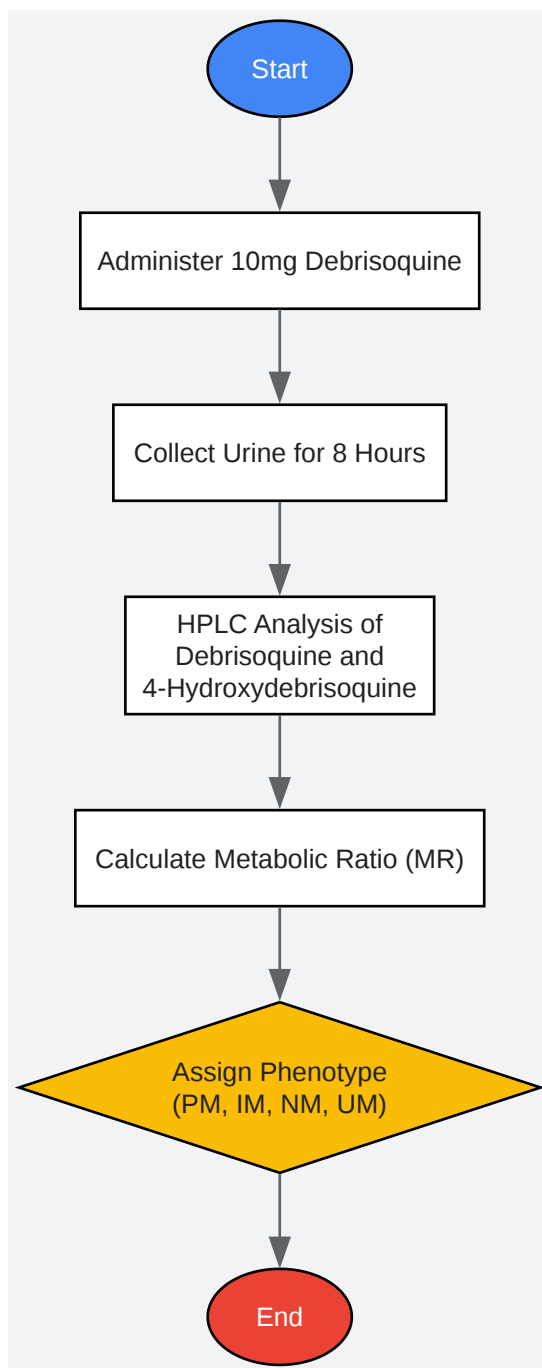 Start
Administer 10mg Debrisoquine
Collect Urine for 8 Hours
HPLC Analysis of
Debrisoquine and
4-Hydroxydebrisoquine
Calculate Metabolic Ratio (MR)
Assign Phenotype
(PM, IM, NM, UM)
End